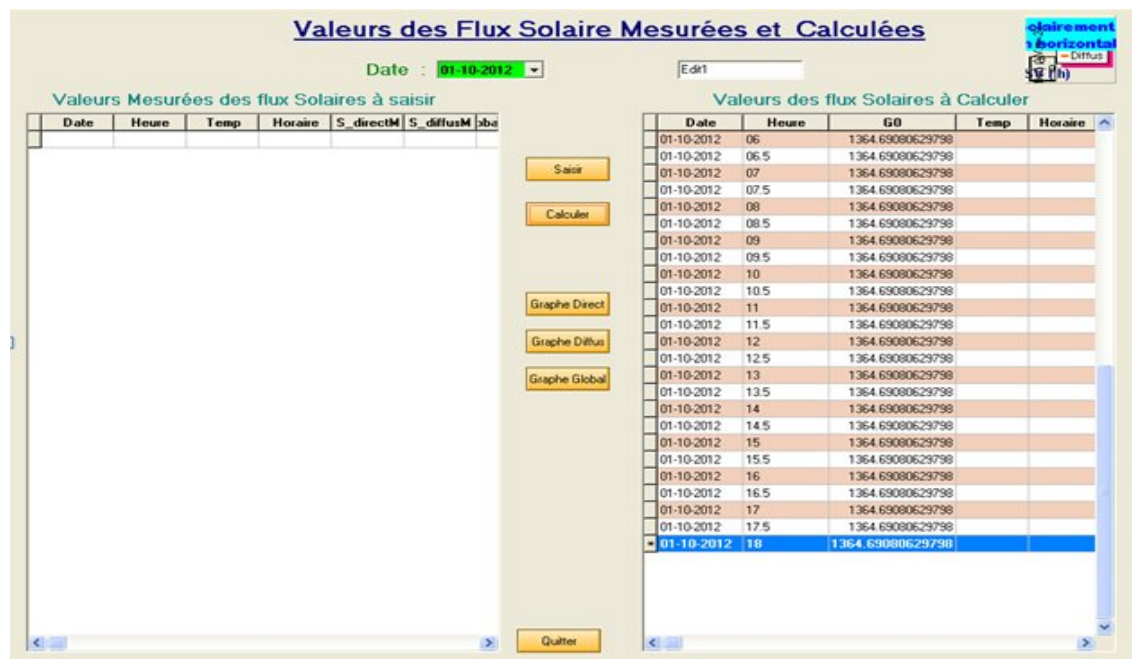 Valeurs des Flux Solaire Mesurées et Calculées
olairement
horizontal
Diffus
Date : 01-10-2012
Edit1
Valeurs Mesurées des flux Solaires à saisir
Valeurs des flux Solaires à Calculer
Date Heure Temp Horaire S_directM S_diffusM oba
Date Heure G0 Temp Horaire
01-10-2012 06 1364.69080629798
01-10-2012 06.5 1364.69080629798
01-10-2012 07 1364.69080629798
01-10-2012 07.5 1364.69080629798
01-10-2012 08 1364.69080629798
01-10-2012 08.5 1364.69080629798
01-10-2012 09 1364.69080629798
01-10-2012 09.5 1364.69080629798
01-10-2012 10 1364.69080629798
01-10-2012 10.5 1364.69080629798
01-10-2012 11 1364.69080629798
01-10-2012 11.5 1364.69080629798
01-10-2012 12 1364.69080629798
01-10-2012 12.5 1364.69080629798
01-10-2012 13 1364.69080629798
01-10-2012 13.5 1364.69080629798
01-10-2012 14 1364.69080629798
01-10-2012 14.5 1364.69080629798
01-10-2012 15 1364.69080629798
01-10-2012 15.5 1364.69080629798
01-10-2012 16 1364.69080629798
01-10-2012 16.5 1364.69080629798
01-10-2012 17 1364.69080629798
01-10-2012 17.5 1364.69080629798
01-10-2012 18 1364.69080629798
Saisir
Calculer
Graphe Direct
Graphe Diffus
Graphe Global
Quitter